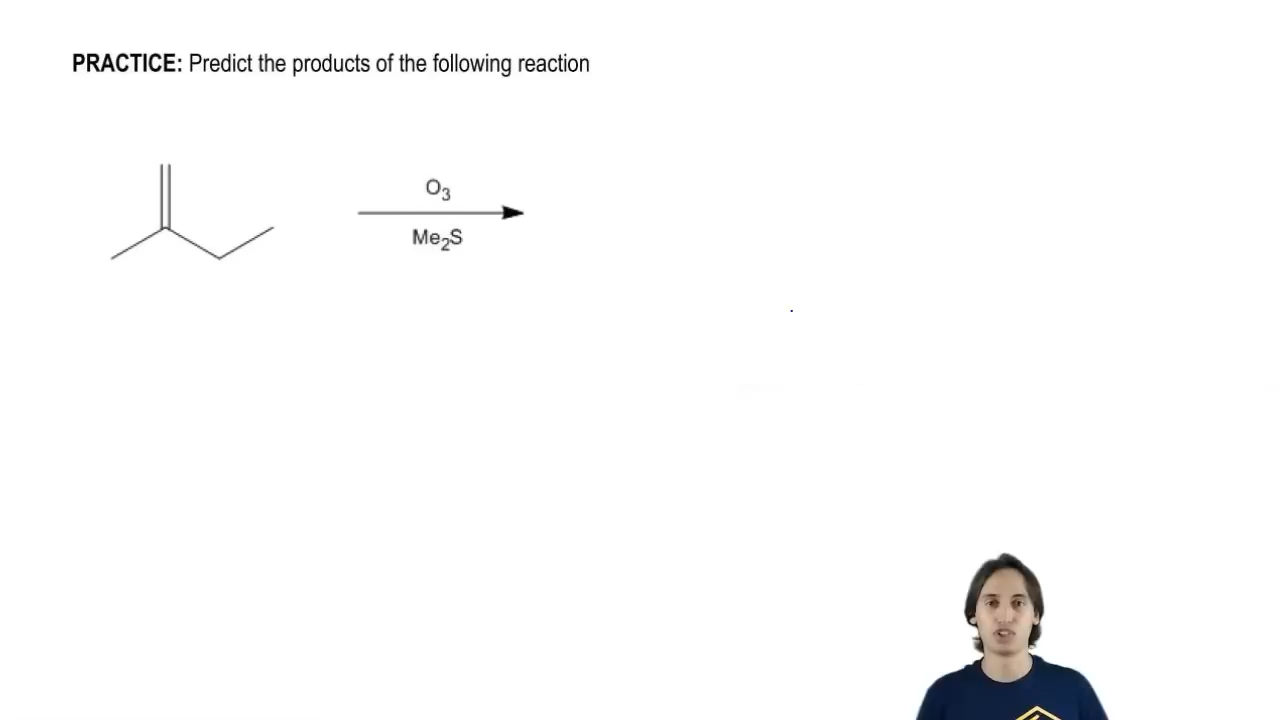 PRACTICE: Predict the products of the following reaction
O₃
Me₂S